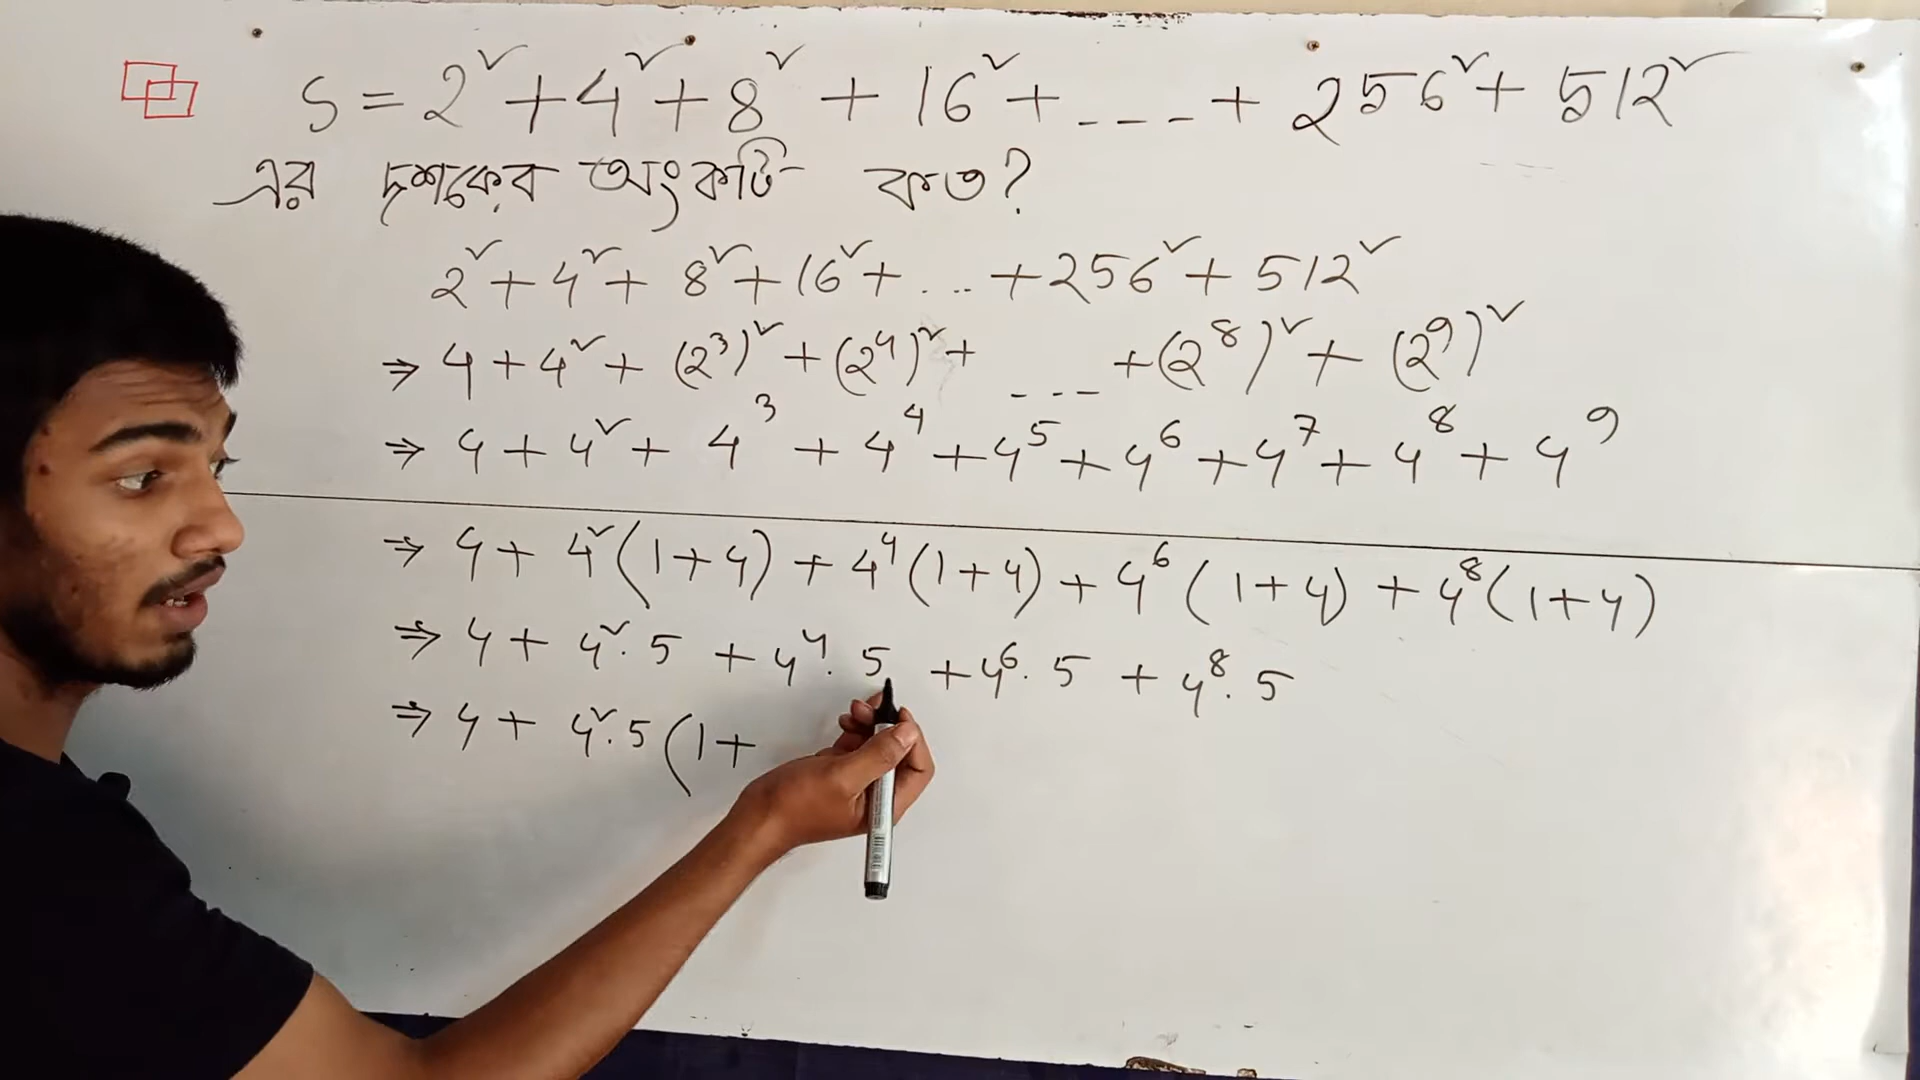 S = 2² + 4² + 8² + 16² + --- + 256² + 512²
এর দশকের অংকটি কত?
2² + 4² + 8² + 16² + ... + 256² + 512²
⇒ 4 + 4² + (2³)² + (2⁴)² + --- + (2⁸)² + (2⁹)²
⇒ 4 + 4² + 4³ + 4⁴ + 4⁵ + 4⁶ + 4⁷ + 4⁸ + 4⁹
⇒ 4 + 4²(1+4) + 4⁴(1+4) + 4⁶(1+4) + 4⁸(1+4)
⇒ 4 + 4².5 + 4⁴.5 + 4⁶.5 + 4⁸.5
⇒ 4 + 4².5(1+